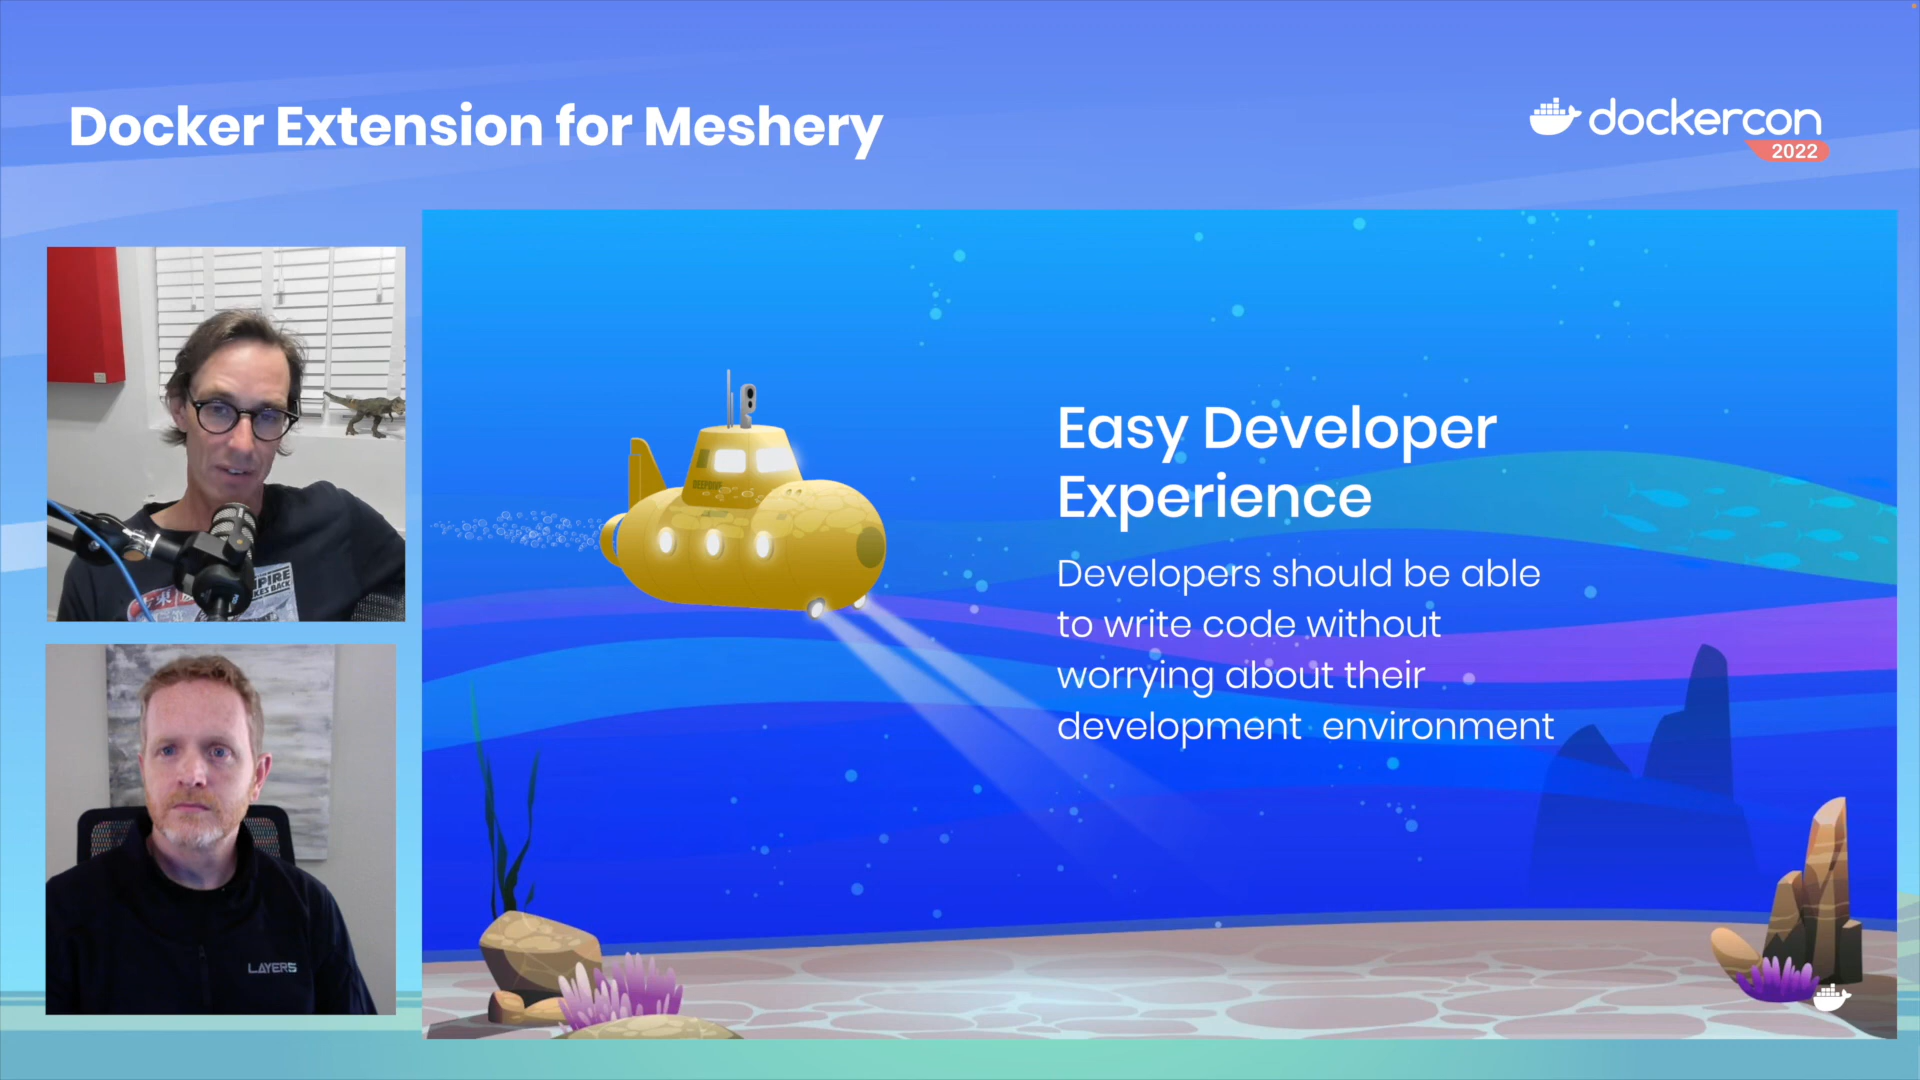 Docker Extension for Meshery
dockercon
2022
Easy Developer
Experience
Developers should be able
to write code without
worrying about their
development environment
LAYER5